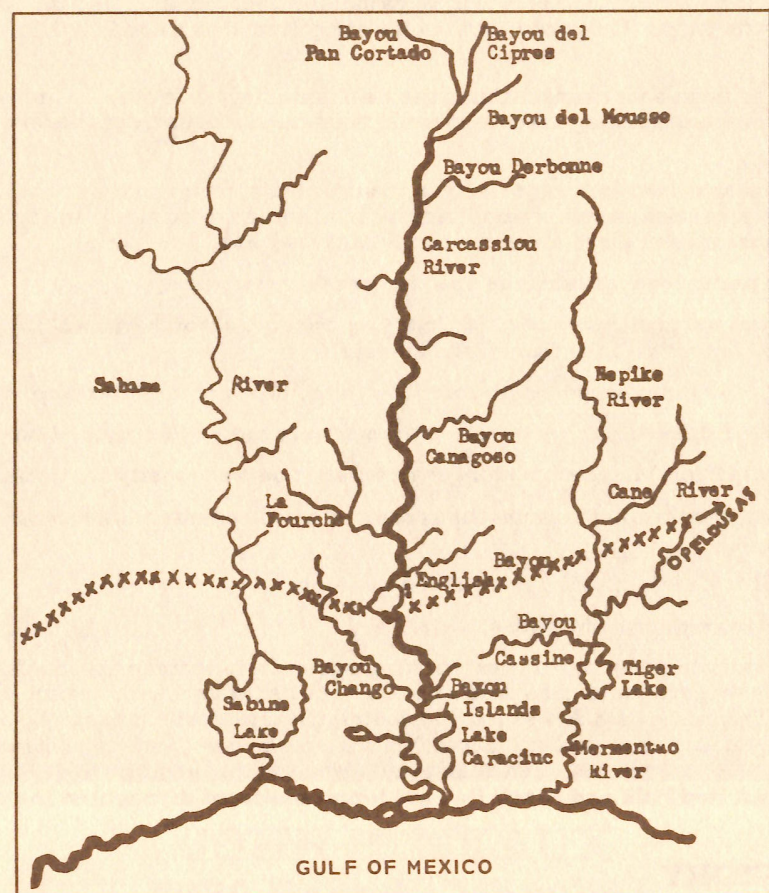 Bayou
Pan Cortado
Bayou del
Cipres
Bayou del Mousse
Bayou Derbonne
Carcassiou
River
Sabine
River
Nepike
River
Bayou
Canagoso
La
Fourche
Cane
River
OPELOUSAS
Bayou
English
Bayou
Cassine
Bayou
Chango
Tiger
Lake
Sabine
Lake
Bayou
Islands
Lake
Caraciuc
Mermentao
River
GULF OF MEXICO